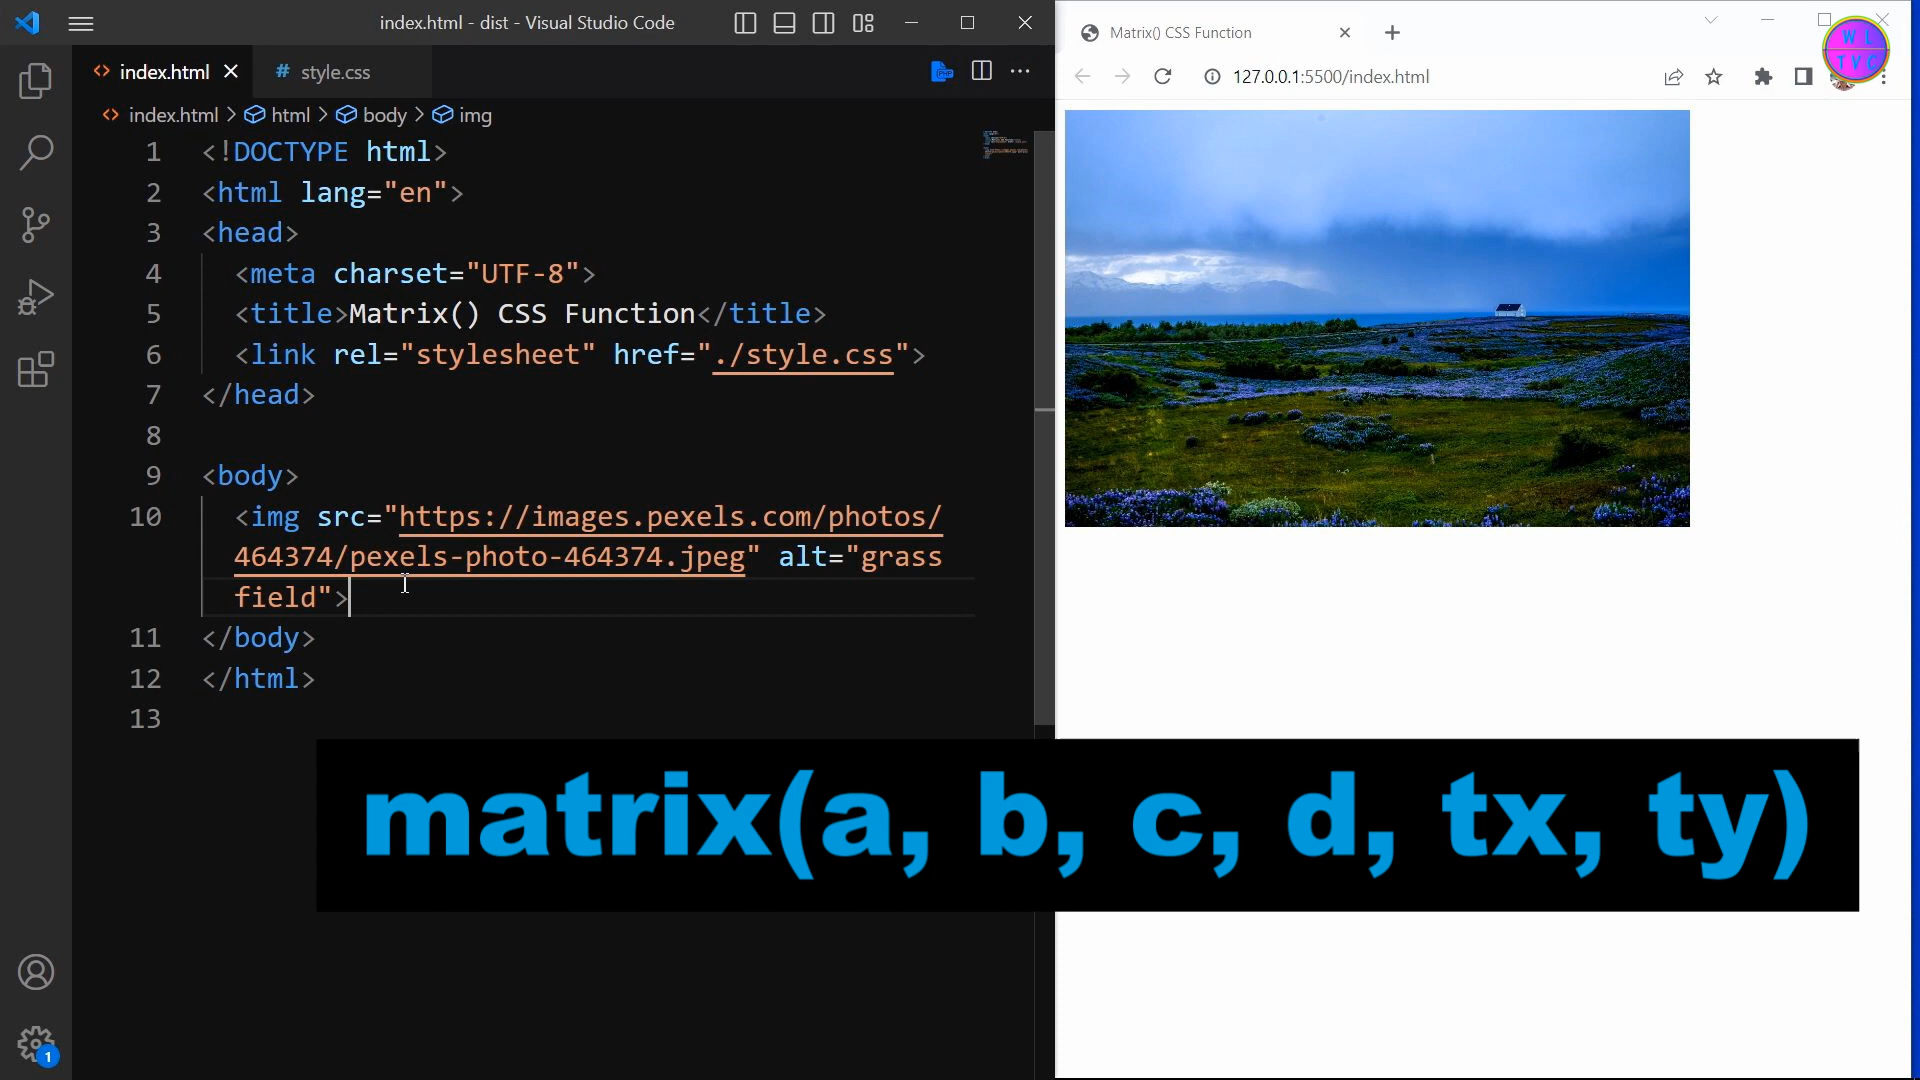 index.html - dist - Visual Studio Code
index.html
# style.css
index.html > html > body > img
1 <!DOCTYPE html>
2 <html lang="en">
3 <head>
4 <meta charset="UTF-8">
5 <title>Matrix() CSS Function</title>
6 <link rel="stylesheet" href="./style.css">
7 </head>
8
9 <body>
10 <img src="https://images.pexels.com/photos/
464374/pexels-photo-464374.jpeg" alt="grass
field">
11 </body>
12 </html>
13
1
Matrix() CSS Function
127.0.0.1:5500/index.html
W L
T V C
matrix(a, b, c, d, tx, ty)